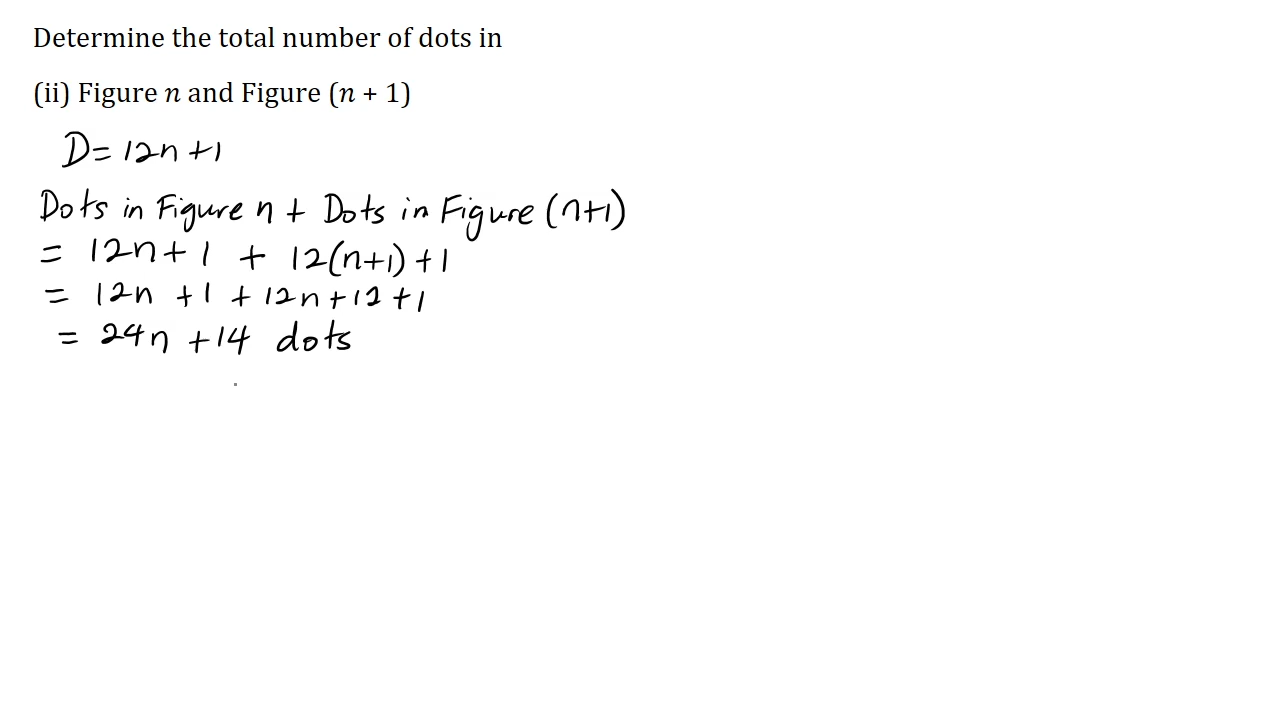 Determine the total number of dots in
(ii) Figure n and Figure (n + 1)
D = 12n + 1
Dots in Figure n + Dots in Figure (n+1)
= 12n + 1 + 12(n+1) + 1
= 12n + 1 + 12n + 12 + 1
= 24n + 14 dots